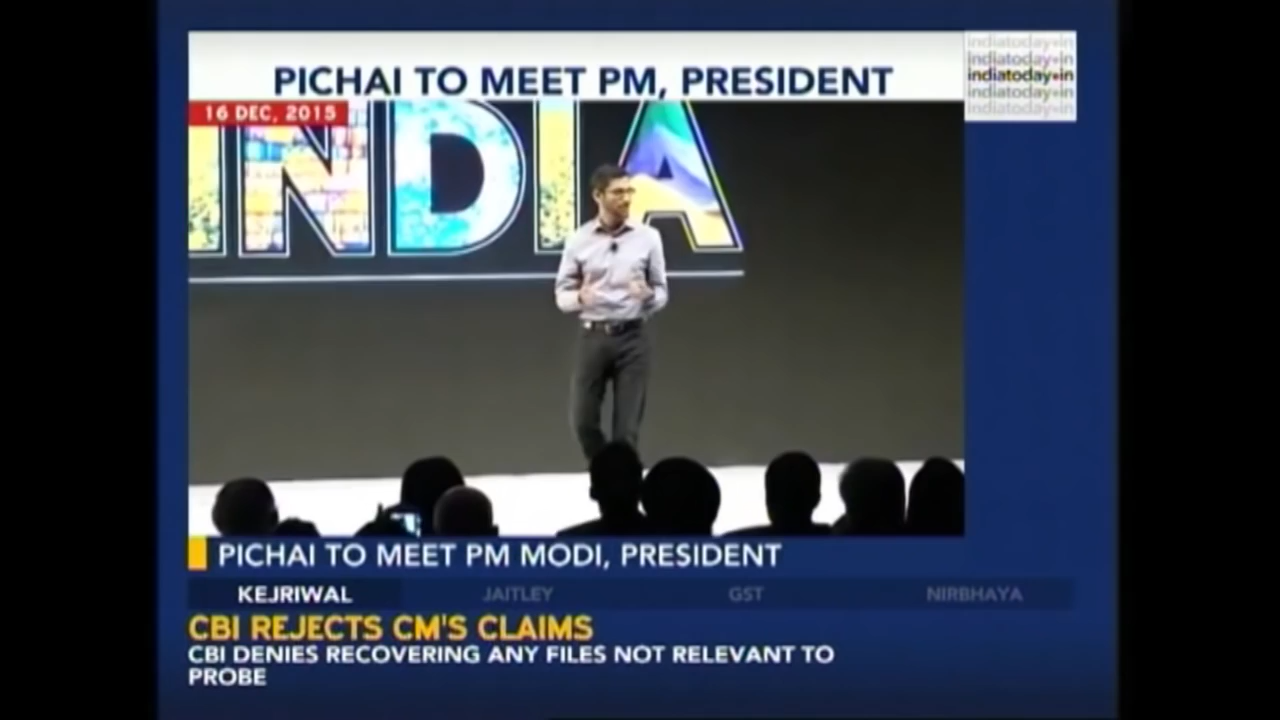 PICHAI TO MEET PM, PRESIDENT
indiatoday.in
indiatoday.in
indiatoday.in
indiatoday.in
indiatoday.in
16 DEC, 2015
INDIA
PICHAI TO MEET PM MODI, PRESIDENT
KEJRIWAL JAITLEY GST NIRBHAYA
CBI REJECTS CM'S CLAIMS
CBI DENIES RECOVERING ANY FILES NOT RELEVANT TO
PROBE